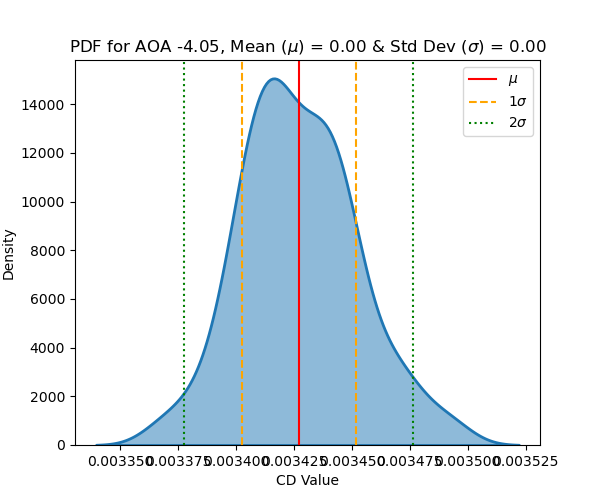 PDF for AOA -4.05, Mean (μ) = 0.00 & Std Dev (σ) = 0.00
μ
1σ
2σ
14000
12000
10000
8000
6000
4000
2000
0
Density
0.003350 0.003375 0.003400 0.003425 0.003450 0.003475 0.003500 0.003525
CD Value